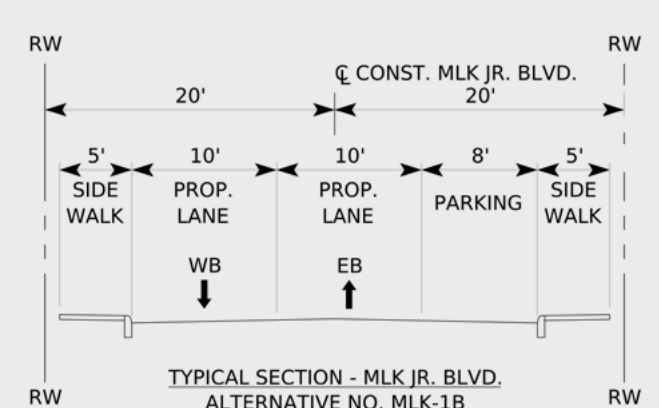 RW RW
℄ CONST. MLK JR. BLVD.
20' 20'
5' 10' 10' 8' 5'
SIDE WALK
PROP. LANE
PROP. LANE
PARKING
SIDE WALK
WB EB
TYPICAL SECTION - MLK JR. BLVD.
RW RW
ALTERNATIVE NO. MLK-1B